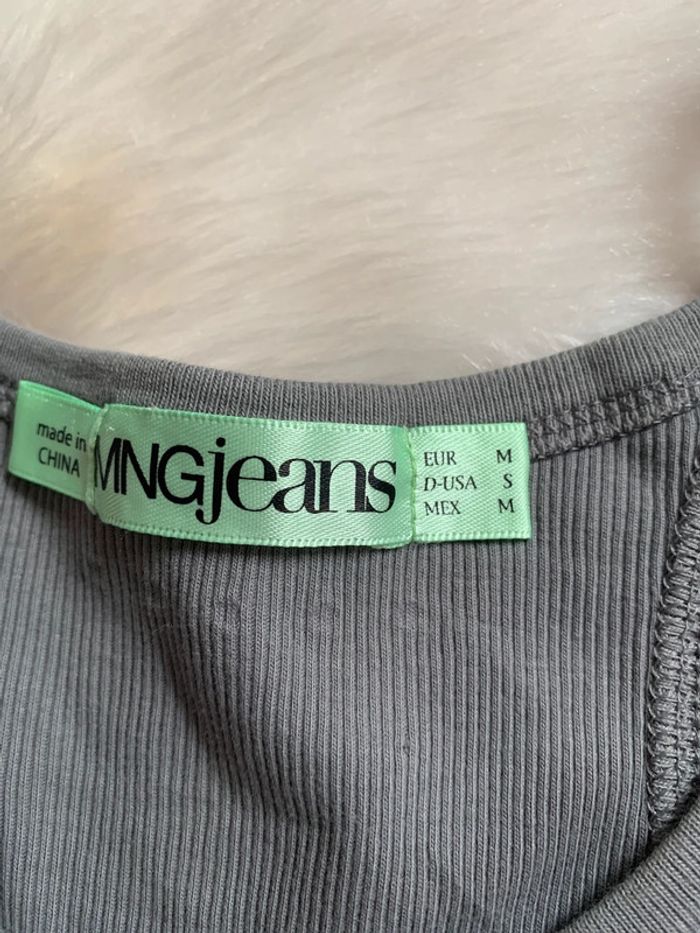 made in
CHINA
MNGjeans
EUR M
D-USA S
MEX M